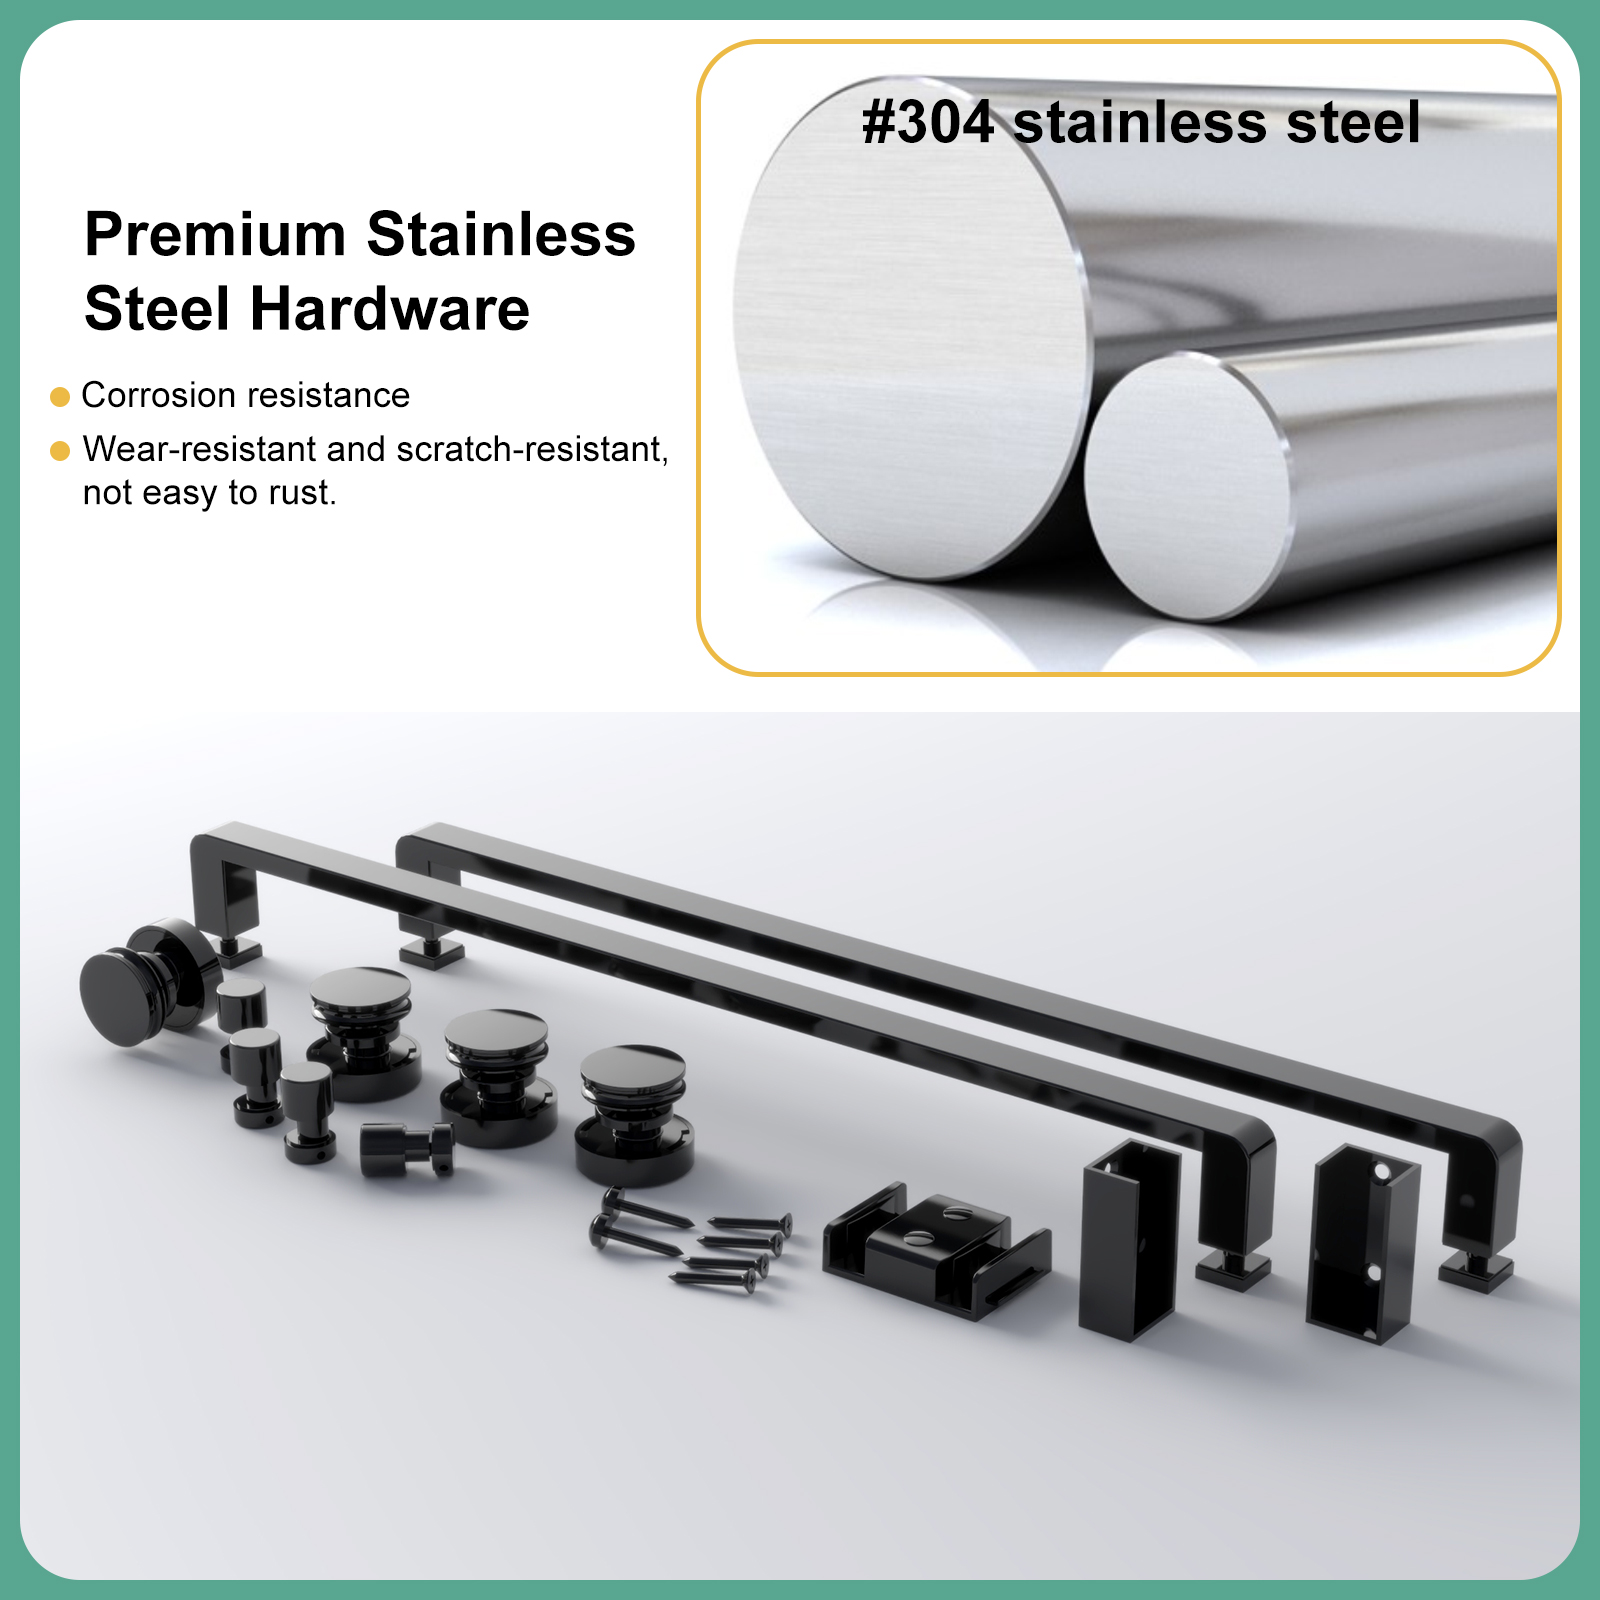 #304 stainless steel
Premium Stainless
Steel Hardware
Corrosion resistance
Wear-resistant and scratch-resistant,
not easy to rust.